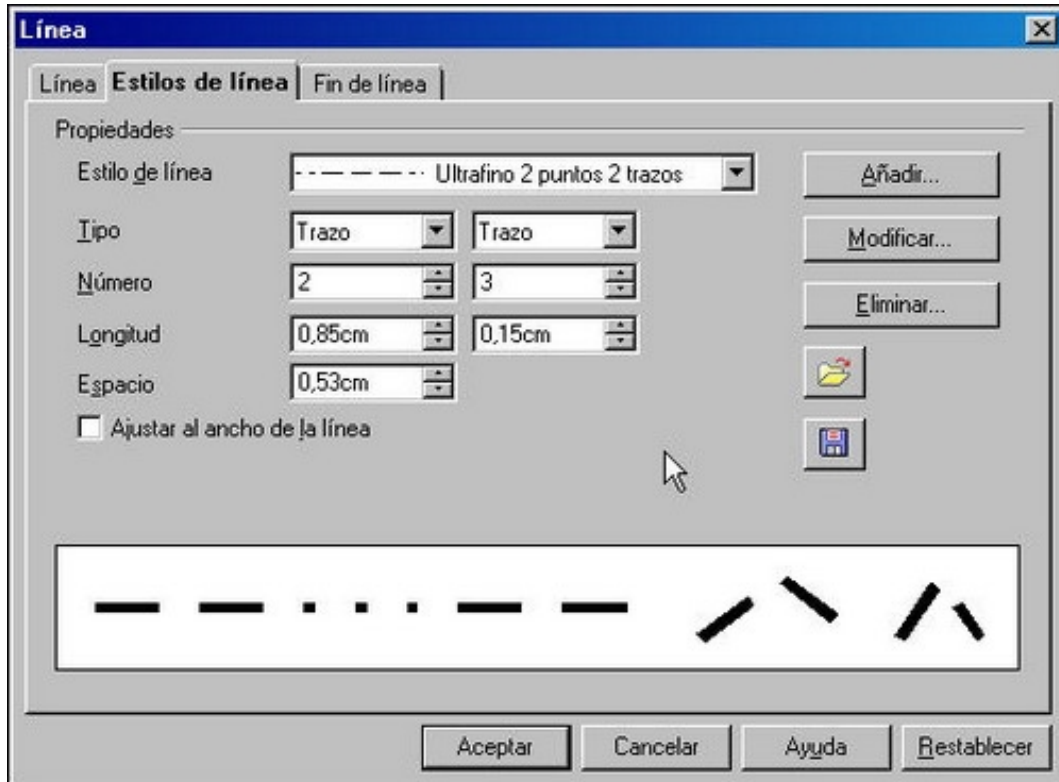 Línea
Línea Estilos de línea Fin de línea
Propiedades
Estilo de línea Ultrafino 2 puntos 2 trazos Añadir...
Tipo Trazo Trazo Modificar...
Número 2 3
Eliminar...
Longitud 0,85cm 0,15cm
Espacio 0,53cm
Ajustar al ancho de la línea
Aceptar Cancelar Ayuda Restablecer